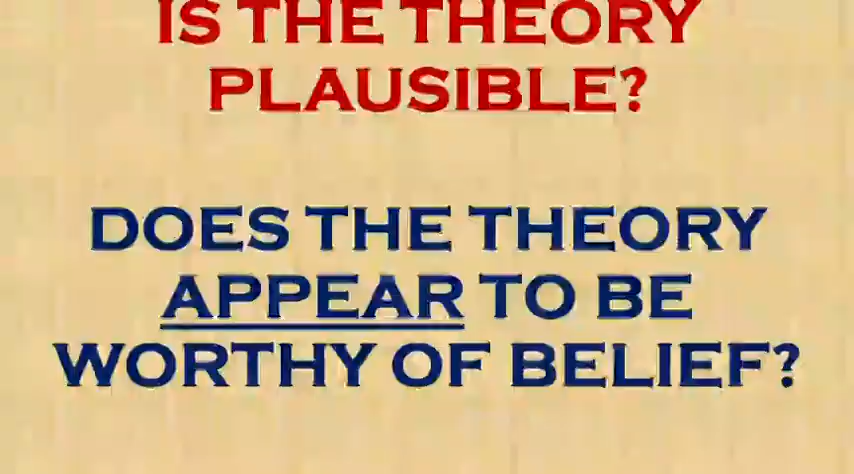 IS THE THEORY
PLAUSIBLE?
DOES THE THEORY
APPEAR TO BE
WORTHY OF BELIEF?